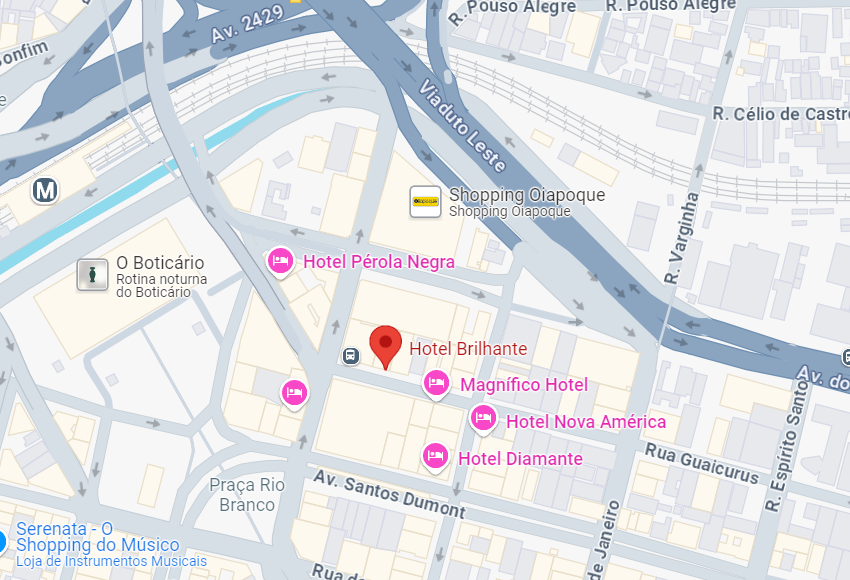 R. Pouso Alegre
R. Pouso Alegre
Av. 2429
onfim
Viaduto Leste
R. Célio de Castro
M
Oiapoque
Shopping Oiapoque
Shopping Oiapoque
R. Varginha
O Boticário
Rotina noturna
do Boticário
Hotel Pérola Negra
Hotel Brilhante
Magnífico Hotel
Av. do
Hotel Nova América
Hotel Diamante
Rua Guaicurus
R. Espírito Santo
Praça Rio
Branco
Av. Santos Dumont
de Janeiro
Serenata - O
Shopping do Músico
Loja de Instrumentos Musicais
Rua do